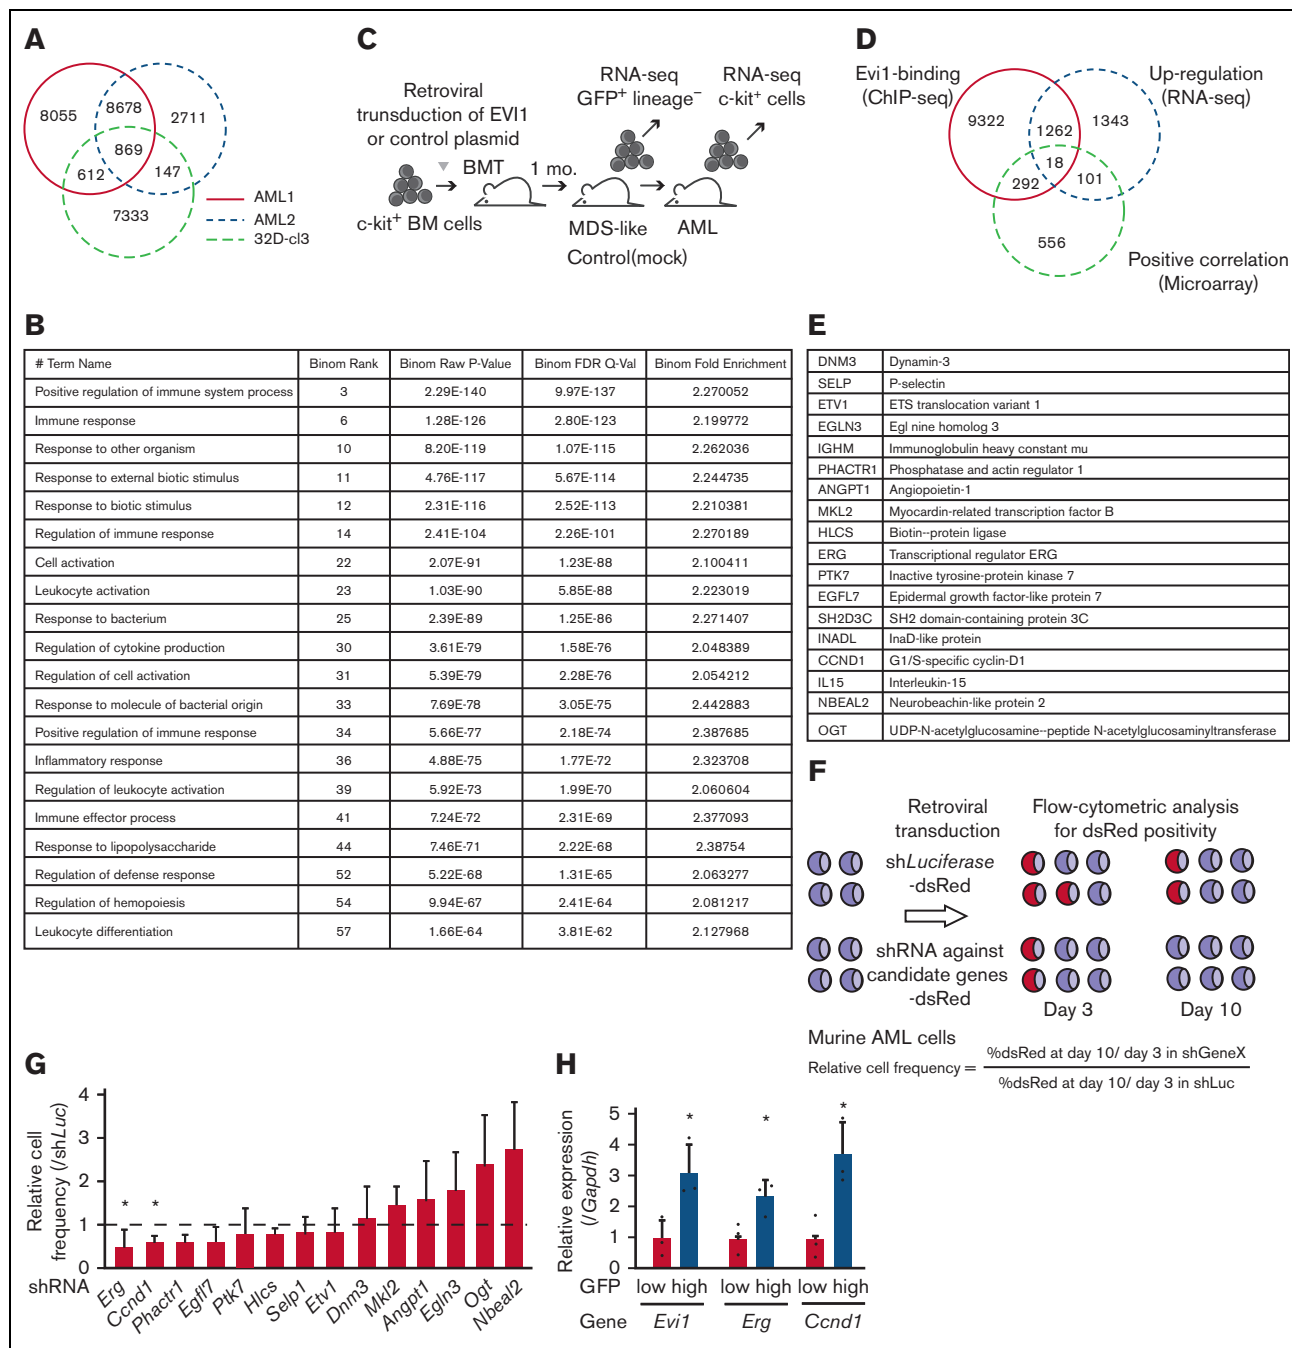 A
8055
8678
2711
869
612
147
7333
AML1
AML2
32D-cl3
C
Retroviral
trunsduction of EVI1
or control plasmid
BMT
1 mo.
c-kit+ BM cells
RNA-seq
GFP+ lineage−
RNA-seq
c-kit+ cells
MDS-like
AML
Control(mock)
D
Evi1-binding
(ChIP-seq)
Up-regulation
(RNA-seq)
9322
1262
1343
18
292
101
556
Positive correlation
(Microarray)
B
# Term Name Binom Rank Binom Raw P-Value Binom FDR Q-Val Binom Fold Enrichment
Positive regulation of immune system process 3 2.29E-140 9.97E-137 2.270052
Immune response 6 1.28E-126 2.80E-123 2.199772
Response to other organism 10 8.20E-119 1.07E-115 2.262036
Response to external biotic stimulus 11 4.76E-117 5.67E-114 2.244735
Response to biotic stimulus 12 2.31E-116 2.52E-113 2.210381
Regulation of immune response 14 2.41E-104 2.26E-101 2.270189
Cell activation 22 2.07E-91 1.23E-88 2.100411
Leukocyte activation 23 1.03E-90 5.85E-88 2.223019
Response to bacterium 25 2.39E-89 1.25E-86 2.271407
Regulation of cytokine production 30 3.61E-79 1.58E-76 2.048389
Regulation of cell activation 31 5.39E-79 2.28E-76 2.054212
Response to molecule of bacterial origin 33 7.69E-78 3.05E-75 2.442883
Positive regulation of immune response 34 5.66E-77 2.18E-74 2.387685
Inflammatory response 36 4.88E-75 1.77E-72 2.323708
Regulation of leukocyte activation 39 5.92E-73 1.99E-70 2.060604
Immune effector process 41 7.24E-72 2.31E-69 2.377093
Response to lipopolysaccharide 44 7.46E-71 2.22E-68 2.38754
Regulation of defense response 52 5.22E-68 1.31E-65 2.063277
Regulation of hemopoiesis 54 9.94E-67 2.41E-64 2.081217
Leukocyte differentiation 57 1.66E-64 3.81E-62 2.127968
E
DNM3 Dynamin-3
SELP P-selectin
ETV1 ETS translocation variant 1
EGLN3 Egl nine homolog 3
IGHM Immunoglobulin heavy constant mu
PHACTR1 Phosphatase and actin regulator 1
ANGPT1 Angiopoietin-1
MKL2 Myocardin-related transcription factor B
HLCS Biotin--protein ligase
ERG Transcriptional regulator ERG
PTK7 Inactive tyrosine-protein kinase 7
EGFL7 Epidermal growth factor-like protein 7
SH2D3C SH2 domain-containing protein 3C
INADL InaD-like protein
CCND1 G1/S-specific cyclin-D1
IL15 Interleukin-15
NBEAL2 Neurobeachin-like protein 2
OGT UDP-N-acetylglucosamine--peptide N-acetylglucosaminyltransferase
F
Retroviral
transduction
Flow-cytometric analysis
for dsRed positivity
shLuciferase
-dsRed
shRNA against
candidate genes
-dsRed
Day 3
Day 10
Murine AML cells
Relative cell frequency = %dsRed at day 10/ day 3 in shGeneX
%dsRed at day 10/ day 3 in shLuc
G
Relative cell
frequency (/shLuc)
4
3
2
1
0
* *
shRNA
Erg
Ccnd1
Phactr1
Egfl7
Ptk7
Hlcs
Selp1
Etv1
Dnm3
Mkl2
Angpt1
Egln3
Ogt
Nbeal2
H
Relative expression
(/Gapdh)
5
4
3
2
1
0
* * *
GFP low high low high low high
Gene Evi1 Erg Ccnd1